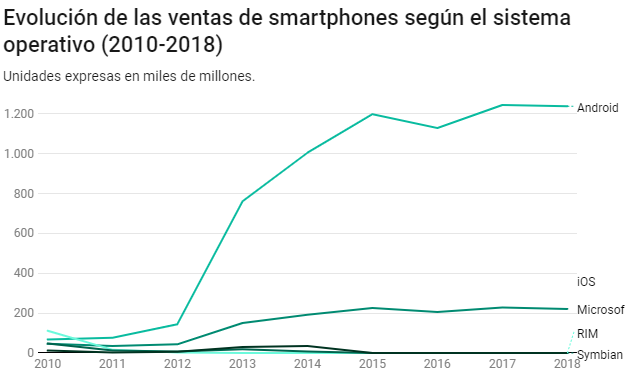 Evolución de las ventas de smartphones según el sistema
operativo (2010-2018)
Unidades expresas en miles de millones.
1.200
1.000
800
600
400
200
0
Android
iOS
Microsof
RIM
Symbian
2010 2011 2012 2013 2014 2015 2016 2017 2018